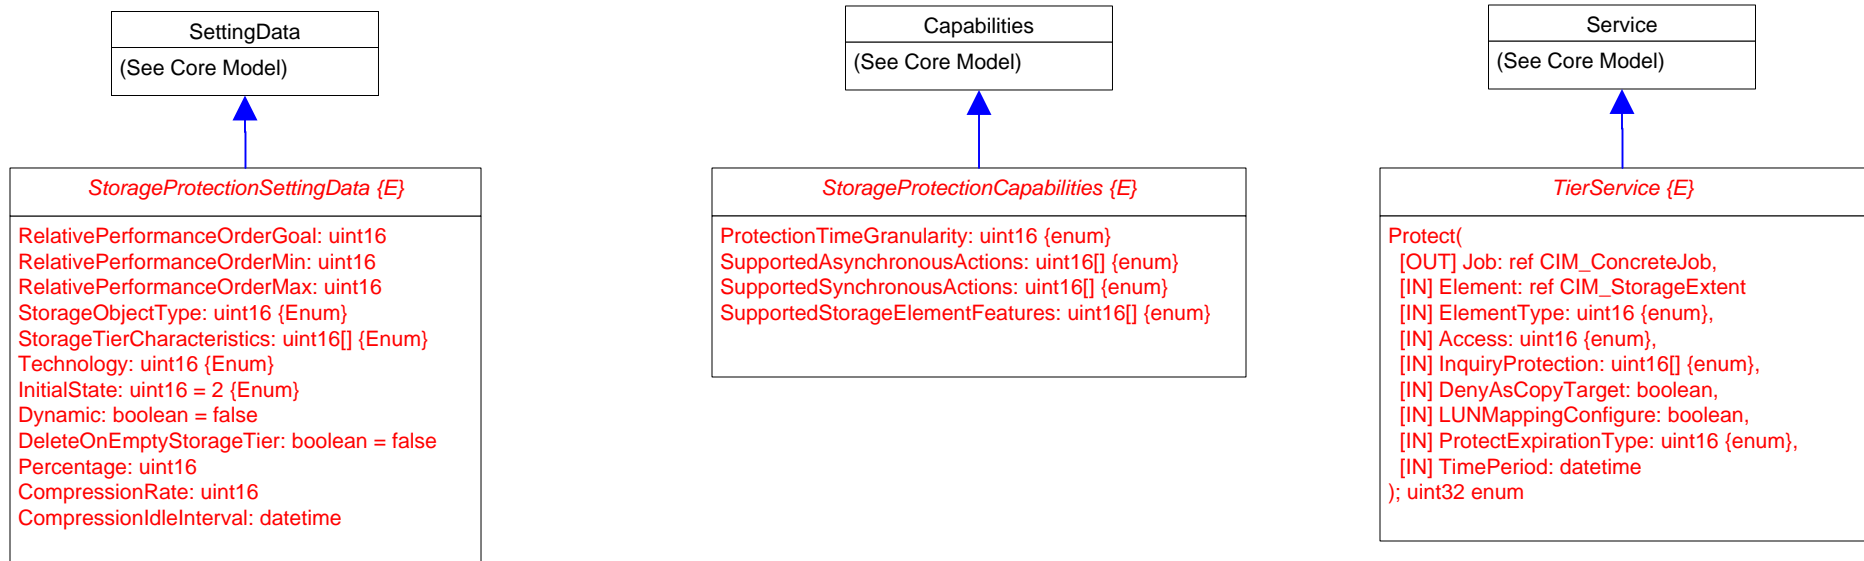 SettingData
(See Core Model)
StorageProtectionSettingData {E}
RelativePerformanceOrderGoal: uint16
RelativePerformanceOrderMin: uint16
RelativePerformanceOrderMax: uint16
StorageObjectType: uint16 {Enum}
StorageTierCharacteristics: uint16[] {Enum}
Technology: uint16 {Enum}
InitialState: uint16 = 2 {Enum}
Dynamic: boolean = false
DeleteOnEmptyStorageTier: boolean = false
Percentage: uint16
CompressionRate: uint16
CompressionIdleInterval: datetime
Capabilities
(See Core Model)
StorageProtectionCapabilities {E}
ProtectionTimeGranularity: uint16 {enum}
SupportedAsynchronousActions: uint16[] {enum}
SupportedSynchronousActions: uint16[] {enum}
SupportedStorageElementFeatures: uint16[] {enum}
Service
(See Core Model)
TierService {E}
Protect(
[OUT] Job: ref CIM_ConcreteJob,
[IN] Element: ref CIM_StorageExtent
[IN] ElementType: uint16 {enum},
[IN] Access: uint16 {enum},
[IN] InquiryProtection: uint16[] {enum},
[IN] DenyAsCopyTarget: boolean,
[IN] LUNMappingConfigure: boolean,
[IN] ProtectExpirationType: uint16 {enum},
[IN] TimePeriod: datetime
); uint32 enum